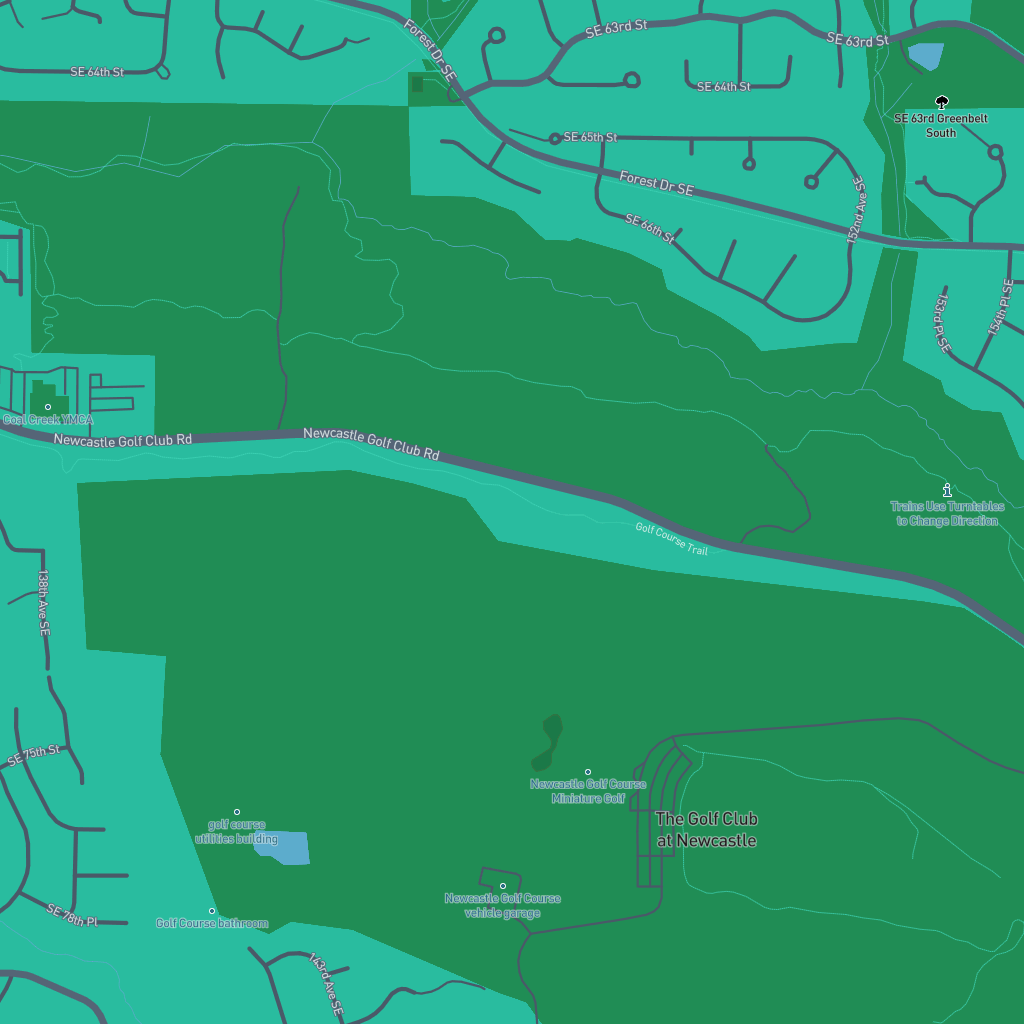 Forest Dr SE
SE 63rd St
SE 63rd St
SE 64th St
SE 64th St
SE 63rd Greenbelt
South
SE 65th St
Forest Dr SE
152nd Ave SE
SE 66th St
153rd Pl SE
154th Pl SE
Coal Creek YMCA
Newcastle Golf Club Rd
Newcastle Golf Club Rd
Trains Use Turntables
to Change Direction
Golf Course Trail
138th Ave SE
SE 75th St
Newcastle Golf Course
Miniature Golf
golf course
utilities building
The Golf Club
at Newcastle
Newcastle Golf Course
vehicle garage
SE 78th Pl
Golf Course bathroom
143rd Ave SE